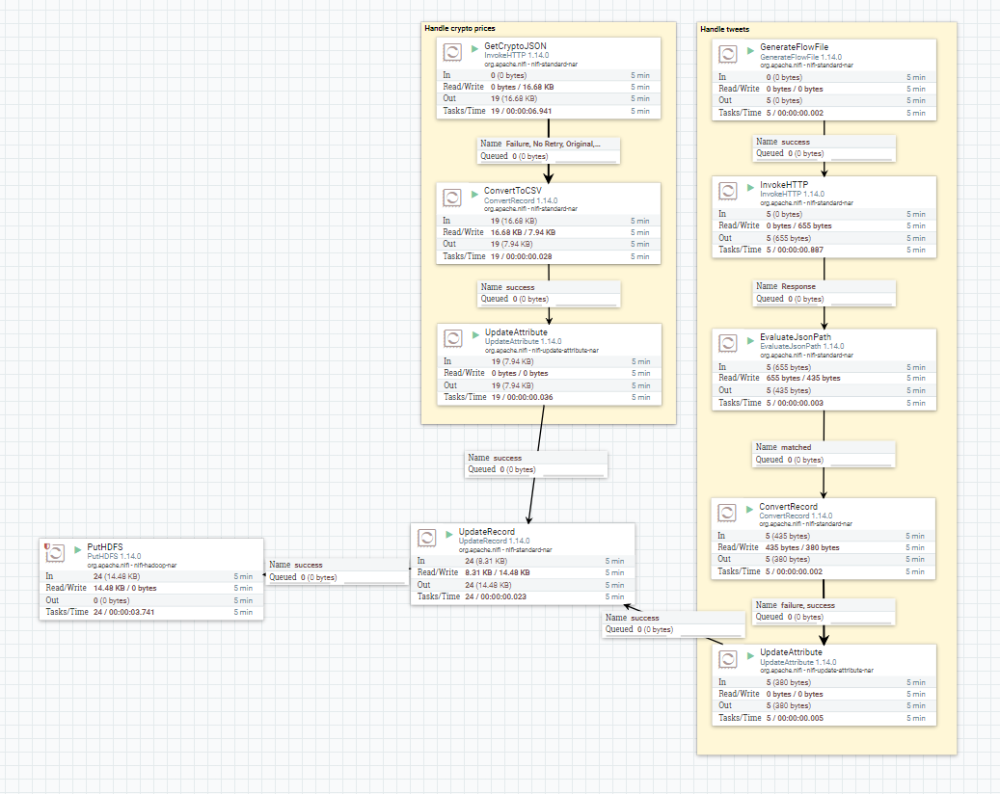 Handle crypto prices
GetCryptoJSON
InvokeHTTP 1.14.0
org.apache.nifi - nifi-standard-nar
In 0 (0 bytes) 5 min
Read/Write 0 bytes / 16.68 KB 5 min
Out 19 (16.68 KB) 5 min
Tasks/Time 19 / 00:00:06.941 5 min
Name Failure, No Retry, Original,...
Queued 0 (0 bytes)
ConvertToCSV
ConvertRecord 1.14.0
org.apache.nifi - nifi-standard-nar
In 19 (16.68 KB) 5 min
Read/Write 16.68 KB / 7.94 KB 5 min
Out 19 (7.94 KB) 5 min
Tasks/Time 19 / 00:00:00.028 5 min
Name success
Queued 0 (0 bytes)
UpdateAttribute
UpdateAttribute 1.14.0
org.apache.nifi - nifi-update-attribute-nar
In 19 (7.94 KB) 5 min
Read/Write 0 bytes / 0 bytes 5 min
Out 19 (7.94 KB) 5 min
Tasks/Time 19 / 00:00:00.036 5 min
Name success
Queued 0 (0 bytes)
Handle tweets
GenerateFlowFile
GenerateFlowFile 1.14.0
org.apache.nifi - nifi-standard-nar
In 0 (0 bytes) 5 min
Read/Write 0 bytes / 0 bytes 5 min
Out 5 (0 bytes) 5 min
Tasks/Time 5 / 00:00:00.002 5 min
Name success
Queued 0 (0 bytes)
InvokeHTTP
InvokeHTTP 1.14.0
org.apache.nifi - nifi-standard-nar
In 5 (0 bytes) 5 min
Read/Write 0 bytes / 655 bytes 5 min
Out 5 (655 bytes) 5 min
Tasks/Time 5 / 00:00:00.887 5 min
Name Response
Queued 0 (0 bytes)
EvaluateJsonPath
EvaluateJsonPath 1.14.0
org.apache.nifi - nifi-standard-nar
In 5 (655 bytes) 5 min
Read/Write 655 bytes / 435 bytes 5 min
Out 5 (435 bytes) 5 min
Tasks/Time 5 / 00:00:00.003 5 min
Name matched
Queued 0 (0 bytes)
ConvertRecord
ConvertRecord 1.14.0
org.apache.nifi - nifi-standard-nar
In 5 (435 bytes) 5 min
Read/Write 435 bytes / 380 bytes 5 min
Out 5 (380 bytes) 5 min
Tasks/Time 5 / 00:00:00.002 5 min
Name failure, success
Queued 0 (0 bytes)
UpdateAttribute
UpdateAttribute 1.14.0
org.apache.nifi - nifi-update-attribute-nar
In 5 (380 bytes) 5 min
Read/Write 0 bytes / 0 bytes 5 min
Out 5 (380 bytes) 5 min
Tasks/Time 5 / 00:00:00.005 5 min
Name success
Queued 0 (0 bytes)
UpdateRecord
UpdateRecord 1.14.0
org.apache.nifi - nifi-standard-nar
In 24 (8.31 KB) 5 min
Read/Write 8.31 KB / 14.48 KB 5 min
Out 24 (14.48 KB) 5 min
Tasks/Time 24 / 00:00:00.023 5 min
Name success
Queued 0 (0 bytes)
PutHDFS
PutHDFS 1.14.0
org.apache.nifi - nifi-hadoop-nar
In 24 (14.48 KB) 5 min
Read/Write 14.48 KB / 0 bytes 5 min
Out 0 (0 bytes) 5 min
Tasks/Time 24 / 00:00:03.741 5 min